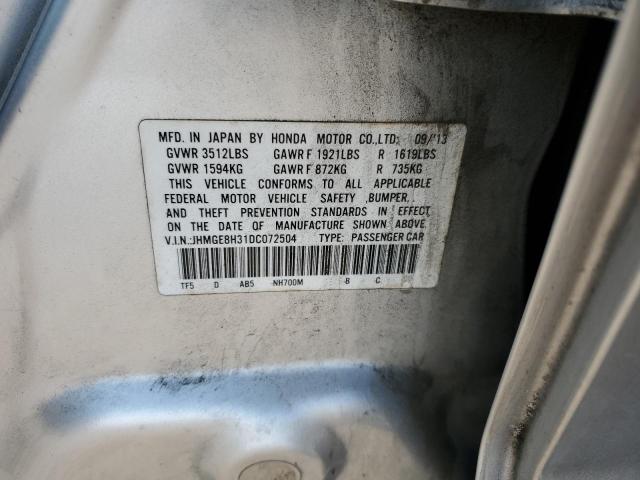 MFD. IN JAPAN BY HONDA MOTOR CO.,LTD. 09/'13
GVWR 3512LBS GAWR F 1921LBS R 1619LBS
GVWR 1594KG GAWR F 872KG R 735KG
THIS VEHICLE CONFORMS TO ALL APPLICABLE
FEDERAL MOTOR VEHICLE SAFETY ,BUMPER,
AND THEFT PREVENTION STANDARDS IN EFFECT
ON THE DATE OF MANUFACTURE SHOWN ABOVE.
V.I.N.:JHMGE8H31DC072504 TYPE: PASSENGER CAR
TF5 D AB5 NH700M B C